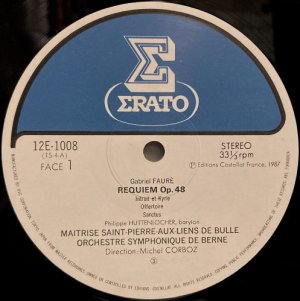 ERATO
12E-1008
(15-4-A)
FACE 1
STEREO
33⅓rpm
Ⓟ Editions Costallat France, 1987
Gabriel FAURÉ
REQUIEM Op. 48
Introït et Kyrie
Offertoire
Sanctus
Philippe HUTTENLOCHER, baryton
MAITRISE SAINT-PIERRE-AUX-LIENS DE BULLE
ORCHESTRE SYMPHONIQUE DE BERNE
Direction: Michel CORBOZ